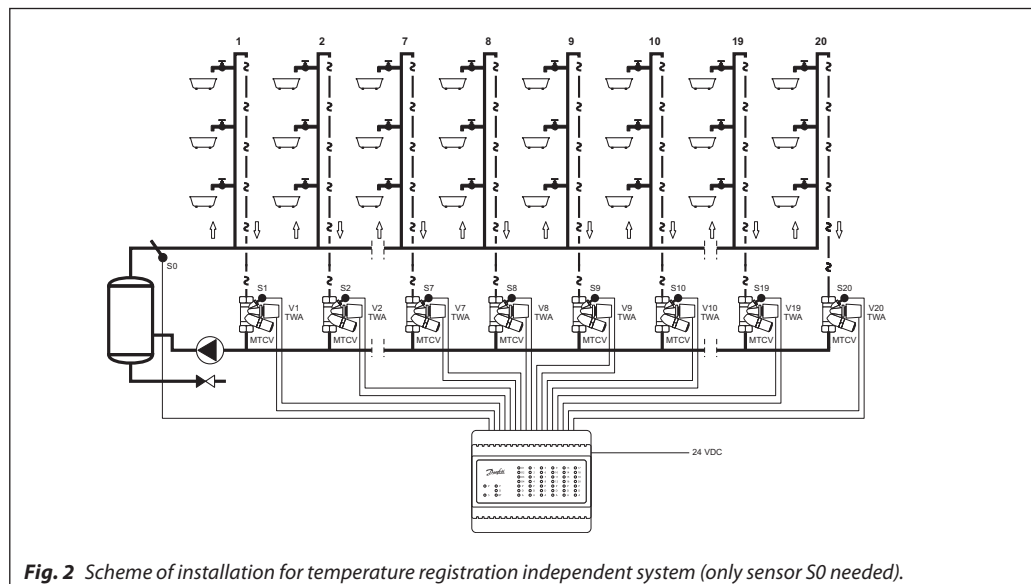 1 2 7 8 9 10 19 20
S0
S1 S2 S7 S8 S9 S10 S19 S20
V1 V2 V7 V8 V9 V10 V19 V20
TWA TWA TWA TWA TWA TWA TWA TWA
MTCV MTCV MTCV MTCV MTCV MTCV MTCV MTCV
24 VDC
Danfoss
Fig. 2 Scheme of installation for temperature registration independent system (only sensor S0 needed).